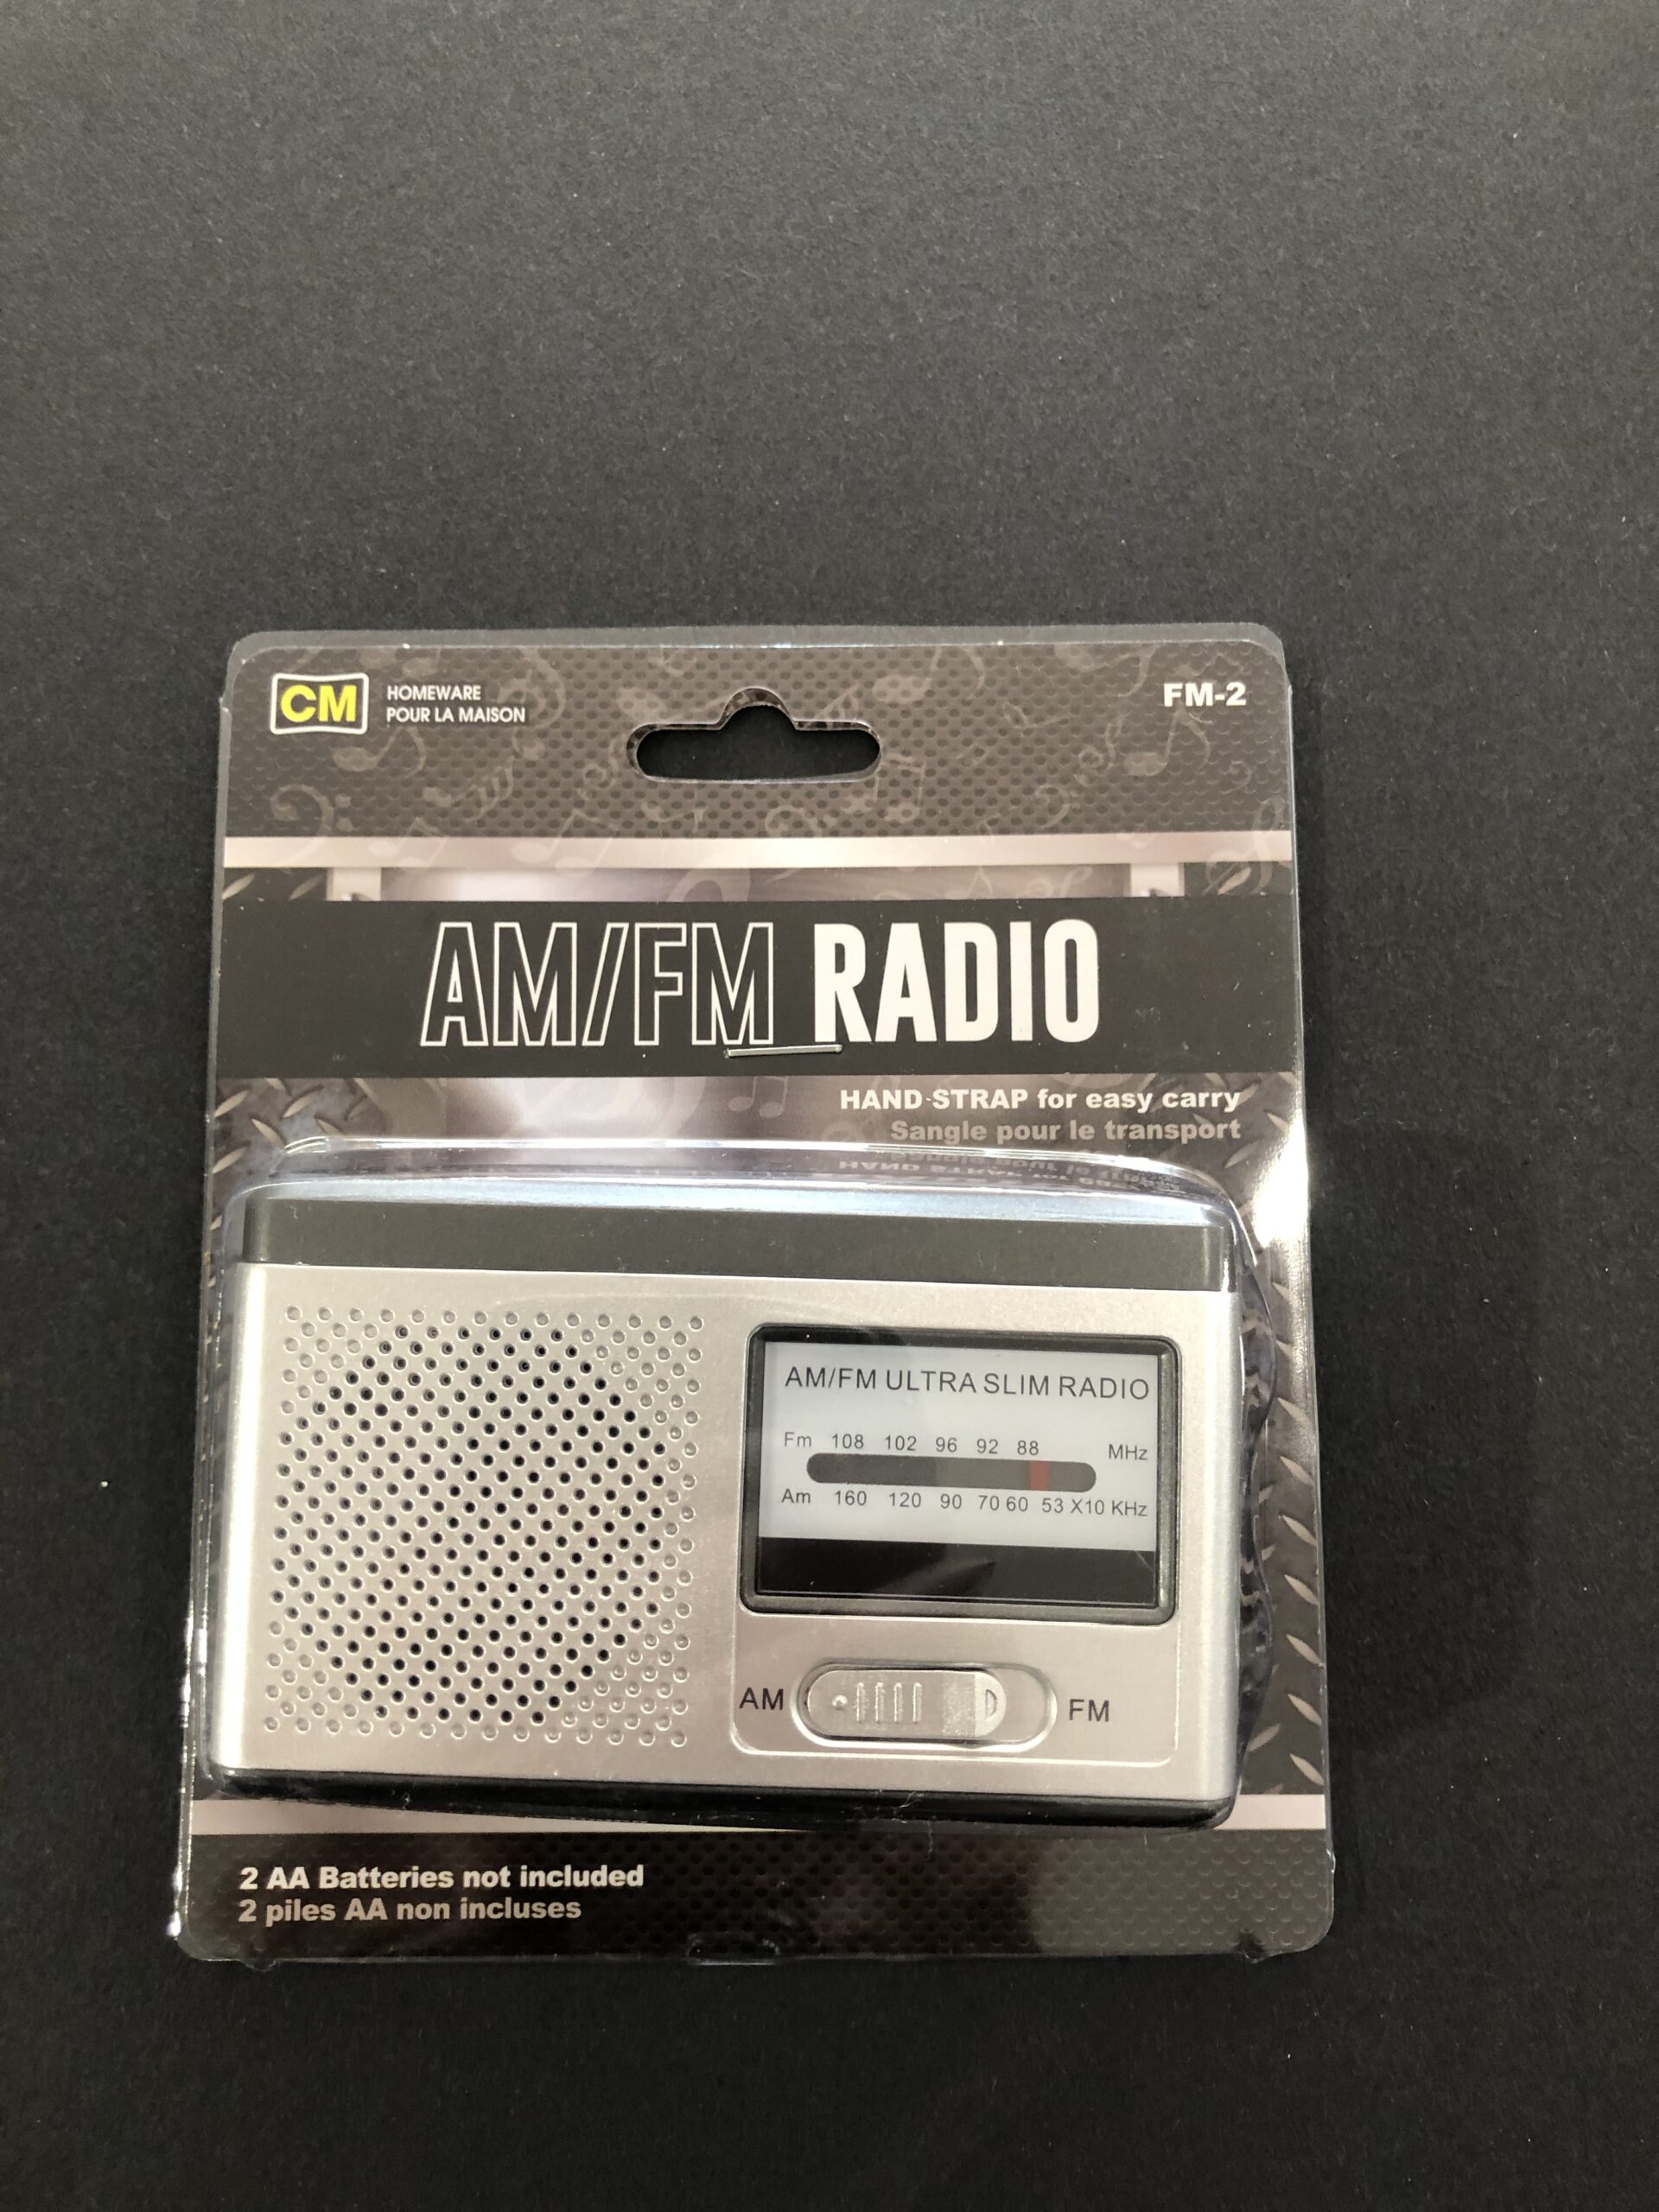 CM
HOMEWARE
POUR LA MAISON
FM-2
AM/FM RADIO
HAND STRAP for easy carry
Sangle pour le transport
AM/FM ULTRA SLIM RADIO
Fm 108 102 96 92 88 MHz
Am 160 120 90 70 60 53 X10 KHz
AM FM
2 AA Batteries not included
2 piles AA non incluses